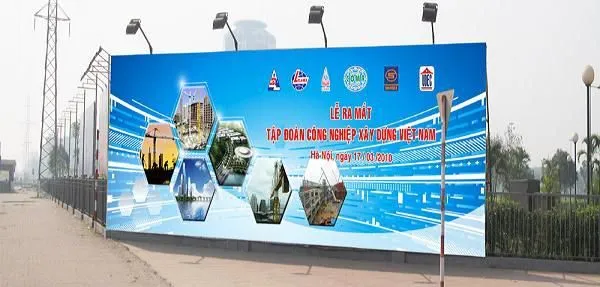 LỄ RA MẮT
TẬP ĐOÀN CÔNG NGHIỆP XÂY DỰNG VIỆT NAM
Hà Nội, ngày 17/03/2010